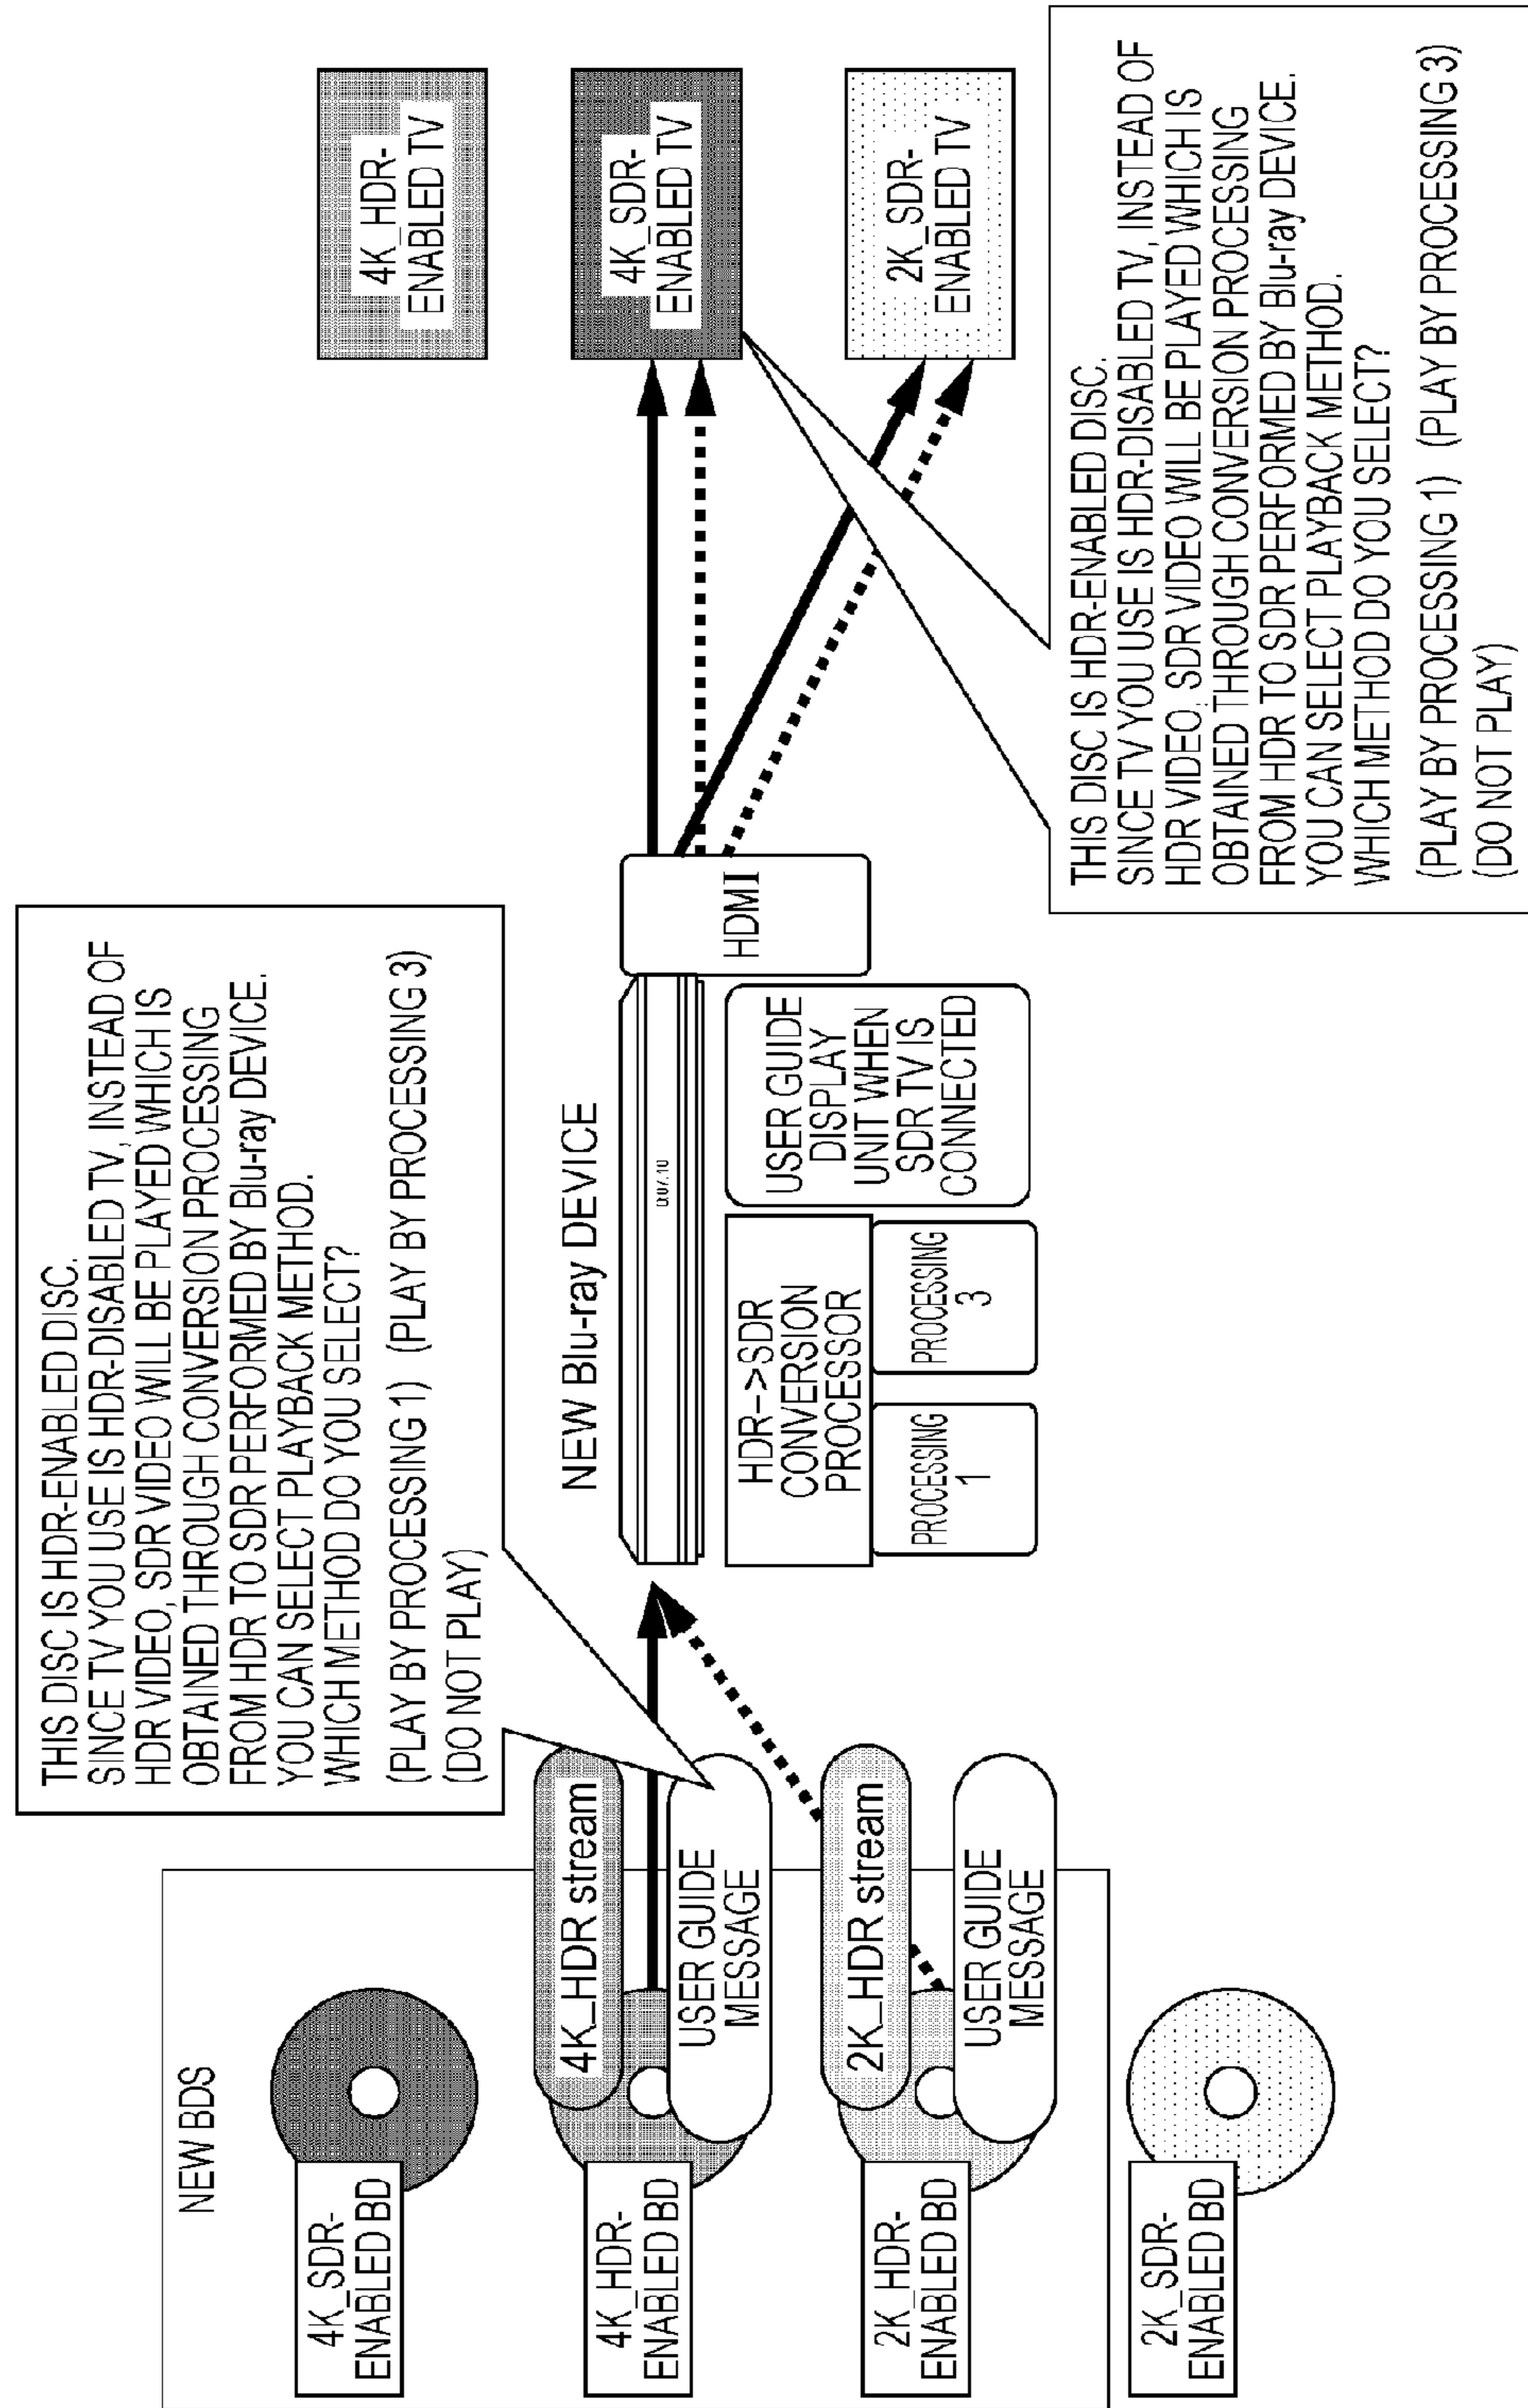 THIS DISC IS HDR-ENABLED DISC.
SINCE TV YOU USE IS HDR-DISABLED TV, INSTEAD OF
HDR VIDEO, SDR VIDEO WILL BE PLAYED WHICH IS
OBTAINED THROUGH CONVERSION PROCESSING
FROM HDR TO SDR PERFORMED BY Blu-ray DEVICE.
YOU CAN SELECT PLAYBACK METHOD.
WHICH METHOD DO YOU SELECT?
(PLAY BY PROCESSING 1) (PLAY BY PROCESSING 3)
(DO NOT PLAY)
NEW BDS
4K_SDR-
ENABLED BD
4K_HDR-
ENABLED BD
4K_HDR stream
USER GUIDE
MESSAGE
2K_HDR-
ENABLED BD
2K_HDR stream
USER GUIDE
MESSAGE
2K_SDR-
ENABLED BD
NEW Blu-ray DEVICE
0:07.10
HDR->SDR
CONVERSION
PROCESSOR
PROCESSING
1
PROCESSING
3
USER GUIDE
DISPLAY
UNIT WHEN
SDR TV IS
CONNECTED
HDMI
4K_HDR-
ENABLED TV
4K_SDR-
ENABLED TV
2K_SDR-
ENABLED TV
THIS DISC IS HDR-ENABLED DISC.
SINCE TV YOU USE IS HDR-DISABLED TV, INSTEAD OF
HDR VIDEO, SDR VIDEO WILL BE PLAYED WHICH IS
OBTAINED THROUGH CONVERSION PROCESSING
FROM HDR TO SDR PERFORMED BY Blu-ray DEVICE.
YOU CAN SELECT PLAYBACK METHOD.
WHICH METHOD DO YOU SELECT?
(PLAY BY PROCESSING 1) (PLAY BY PROCESSING 3)
(DO NOT PLAY)